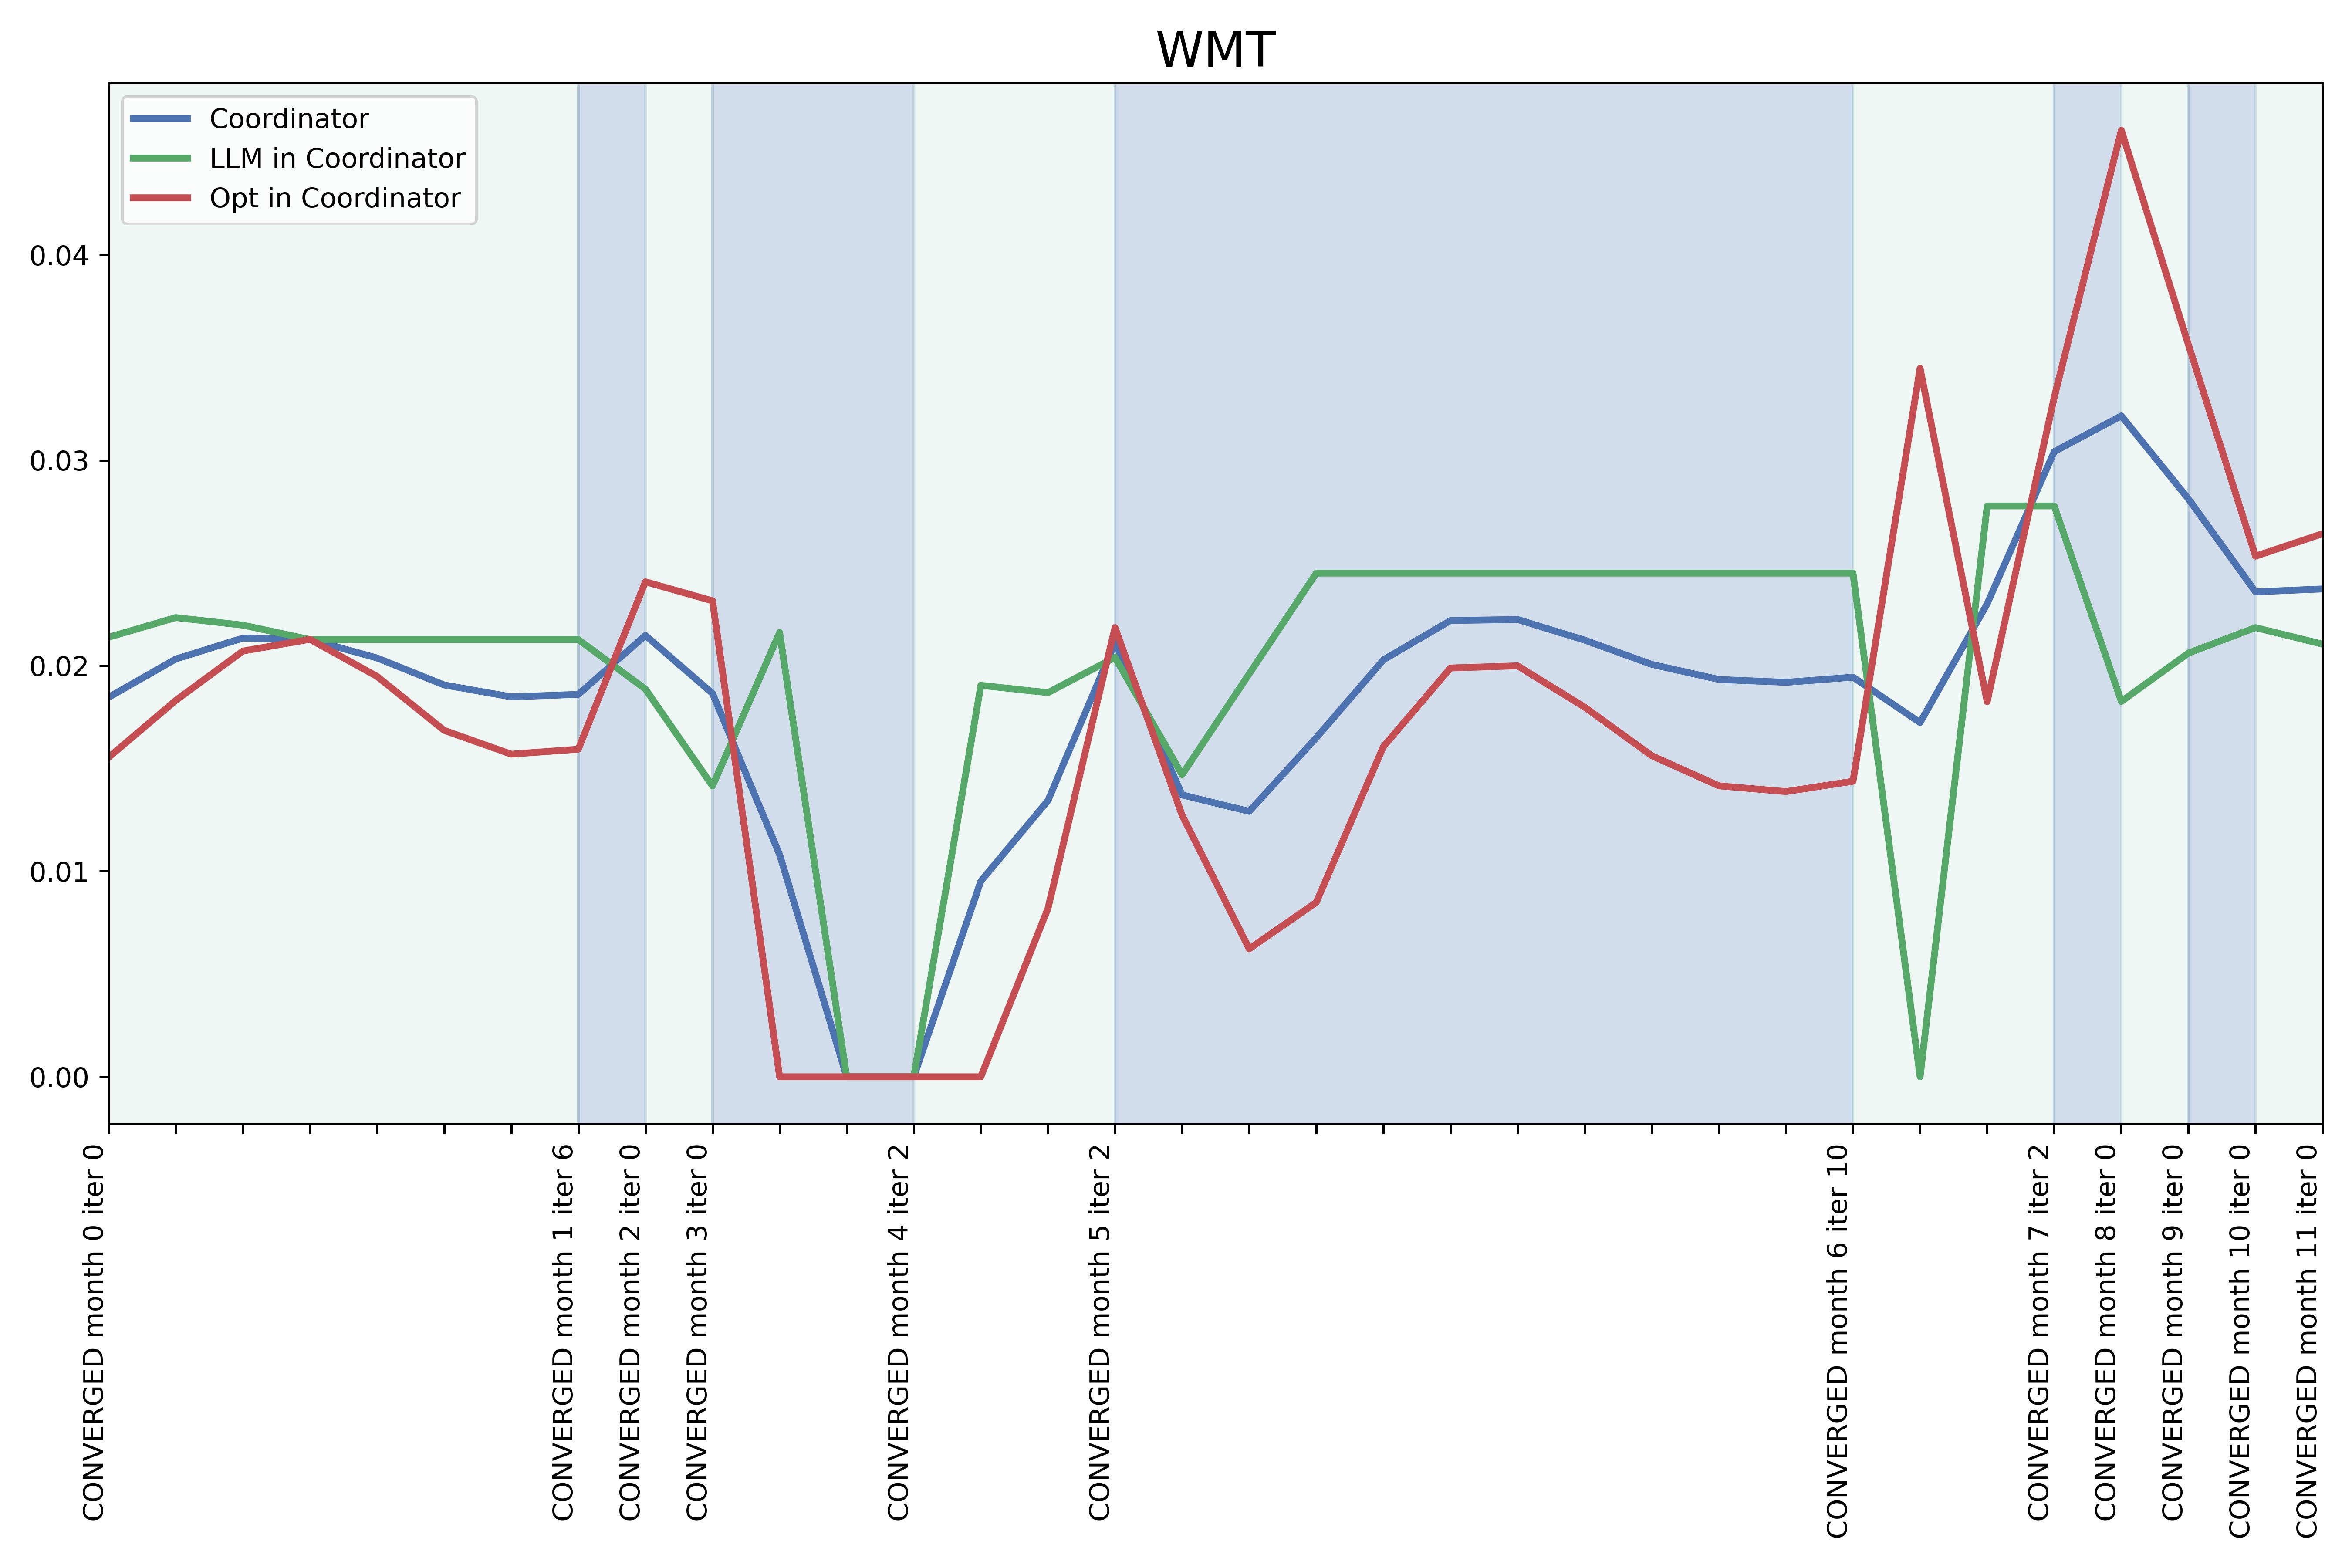 WMT
Coordinator
LLM in Coordinator
Opt in Coordinator
0.04
0.03
0.02
0.01
0.00
CONVERGED month 0 iter 0
CONVERGED month 1 iter 6
CONVERGED month 2 iter 0
CONVERGED month 3 iter 0
CONVERGED month 4 iter 2
CONVERGED month 5 iter 2
CONVERGED month 6 iter 10
CONVERGED month 7 iter 2
CONVERGED month 8 iter 0
CONVERGED month 9 iter 0
CONVERGED month 10 iter 0
CONVERGED month 11 iter 0